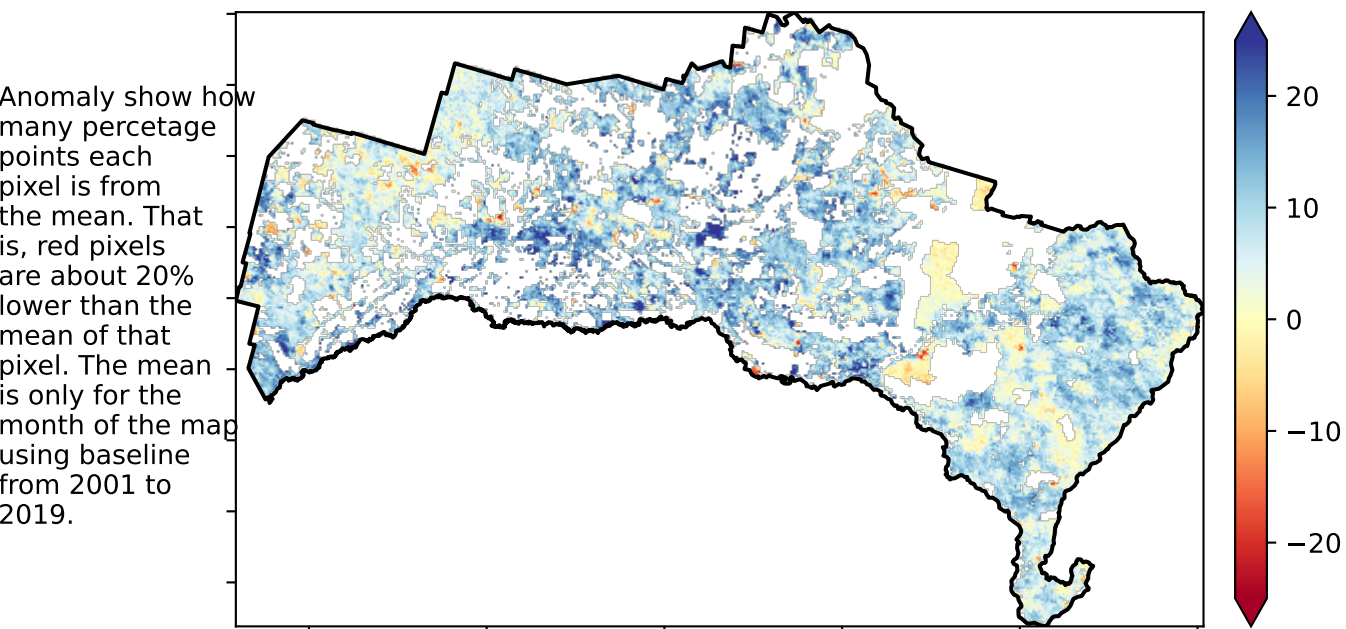 Anomaly show how
many percetage
points each
pixel is from
the mean. That
is, red pixels
are about 20%
lower than the
mean of that
pixel. The mean
is only for the
month of the map
using baseline
from 2001 to
2019.
20
10
0
−10
−20